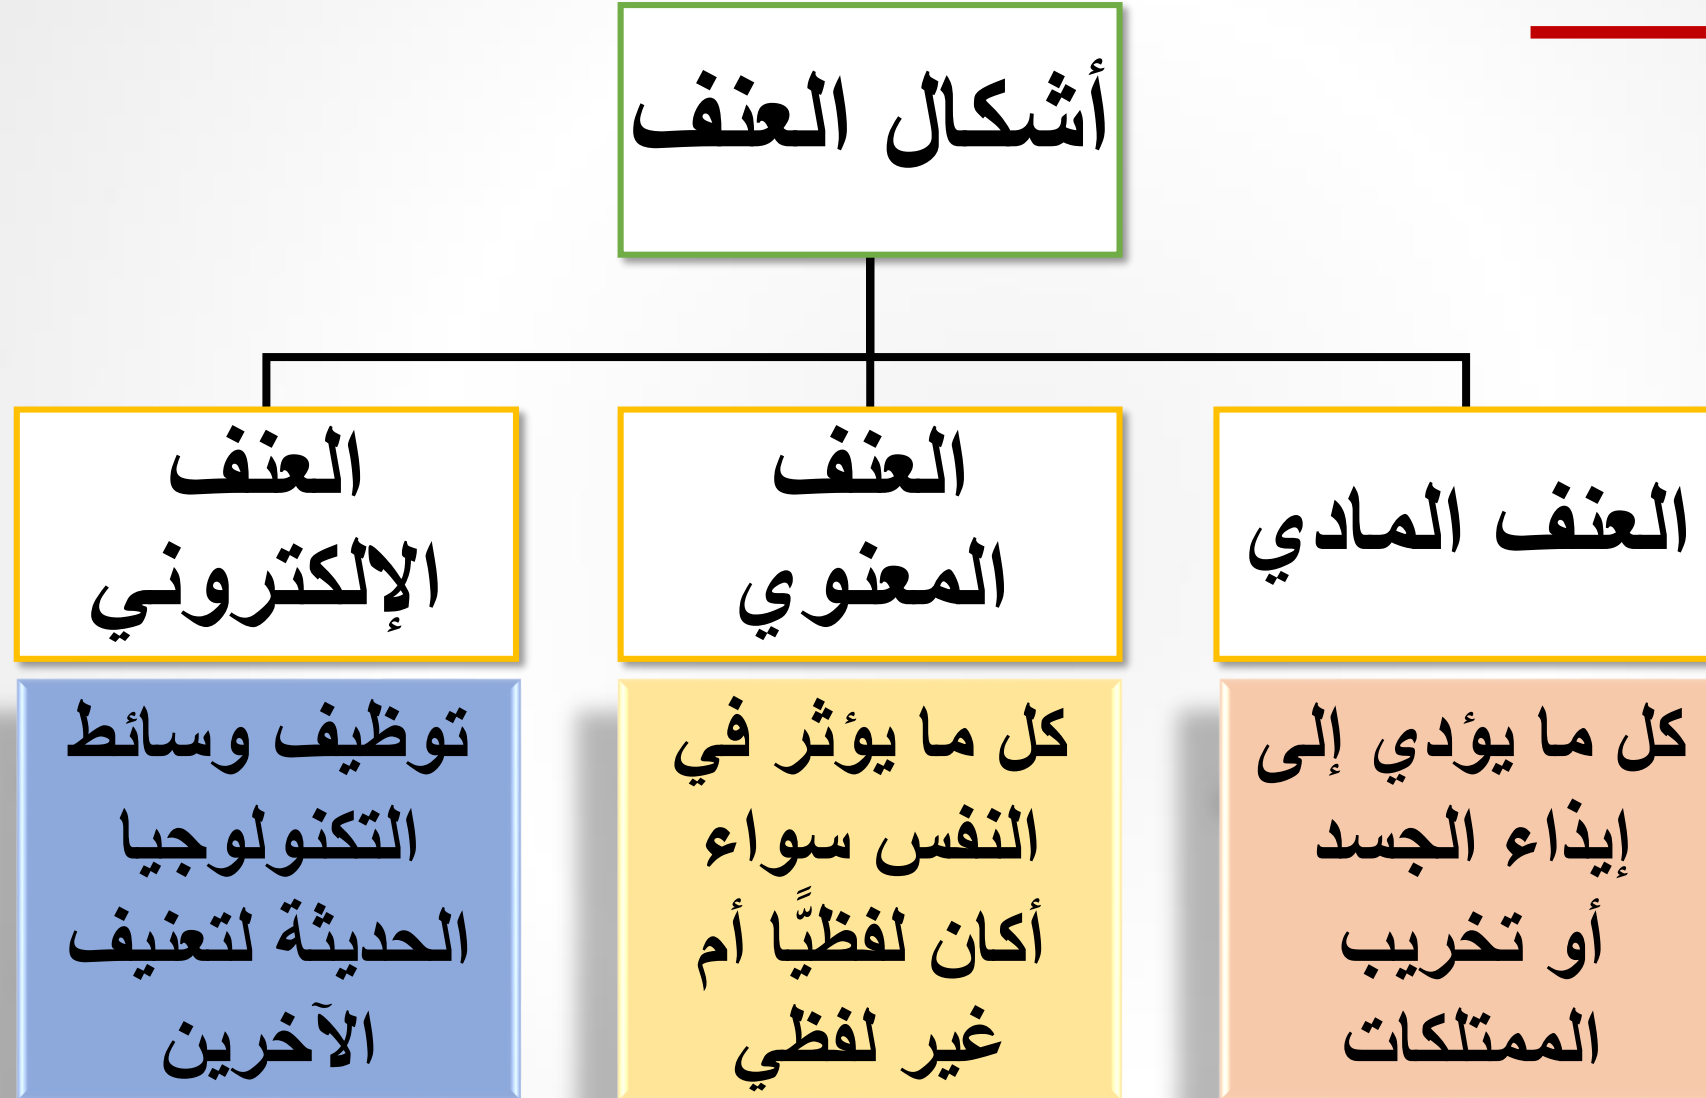 أشكال العنف
العنف المادي
كل ما يؤدي إلى
إيذاء الجسد
أو تخريب
الممتلكات
العنف
المعنوي
كل ما يؤثر في
النفس سواء
أكان لفظيًّا أم
غير لفظي
العنف
الإلكتروني
توظيف وسائط
التكنولوجيا
الحديثة لتعنيف
الآخرين